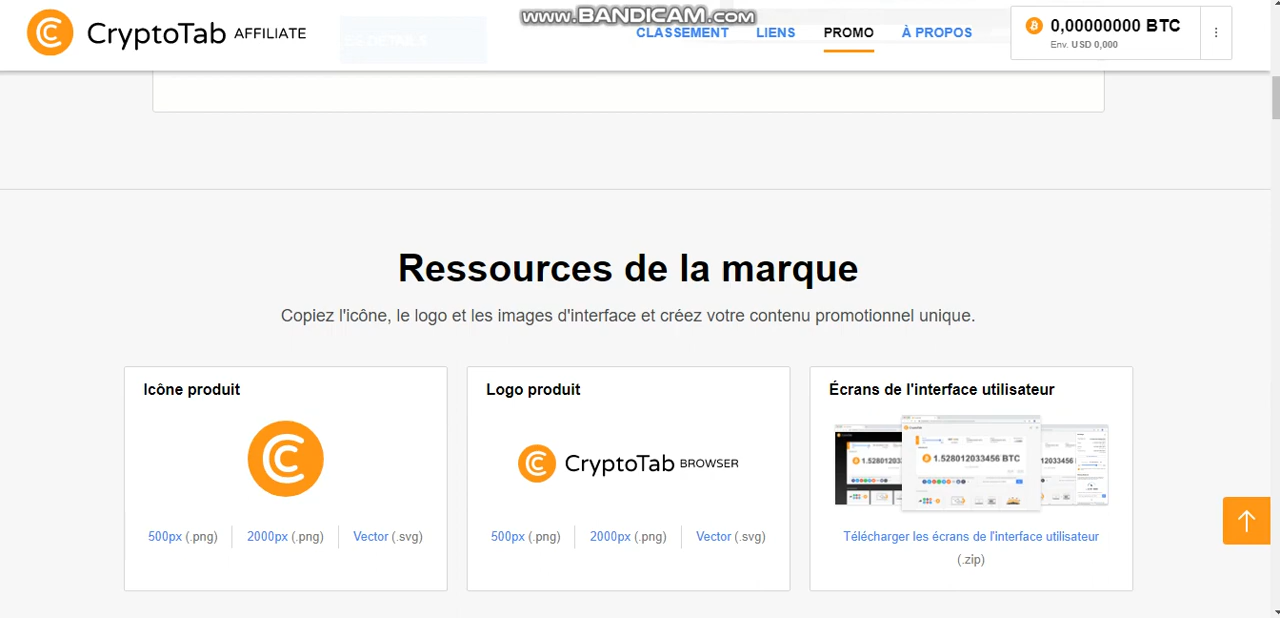 www.BANDICAM.com
CryptoTab AFFILIATE
CLASSEMENT LIENS PROMO À PROPOS
0,00000000 BTC
Env. USD 0,000
Ressources de la marque
Copiez l'icône, le logo et les images d'interface et créez votre contenu promotionnel unique.
Icône produit
CryptoTab BROWSER
500px (.png) 2000px (.png) Vector (.svg)
Logo produit
500px (.png) 2000px (.png) Vector (.svg)
Écrans de l'interface utilisateur
1.528012033456 BTC
Télécharger les écrans de l'interface utilisateur
(.zip)